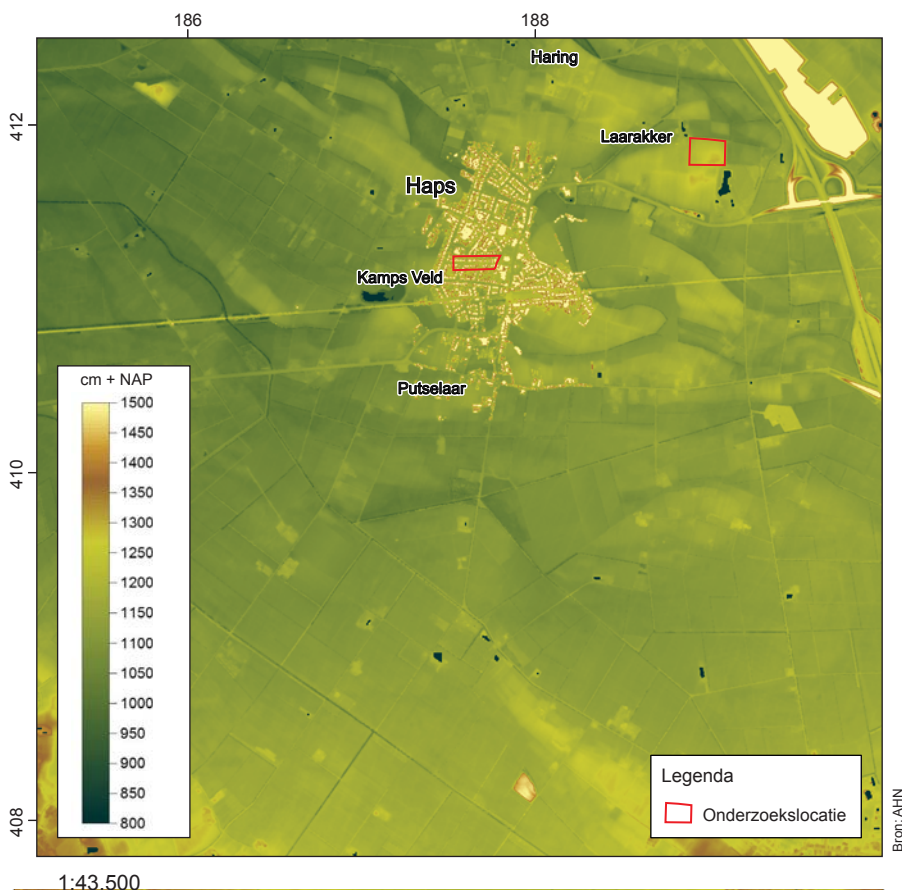 186
188
Haring
412
Laarakker
Haps
Kamps Veld
Putselaar
cm + NAP
1500
1450
1400
1350
1300
1250
1200
1150
1100
1050
1000
950
900
850
800
410
408
Legenda
Onderzoekslocatie
Bron: AHN
1:43.500